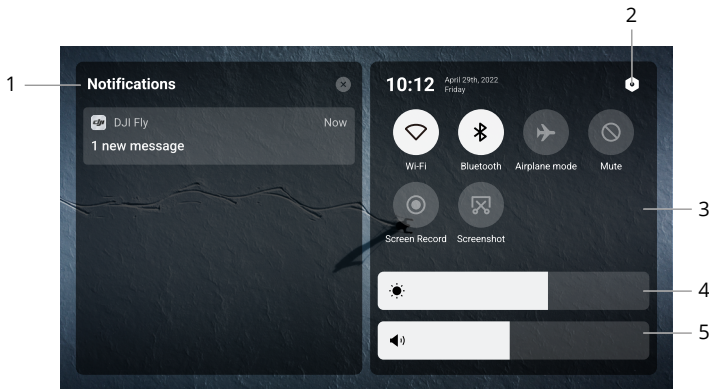 2
1
Notifications
10:12
April 29th, 2022
Friday
dji
DJI Fly
Now
1 new message
Wi-Fi
Bluetooth
Airplane mode
Mute
3
Screen Record
Screenshot
4
5